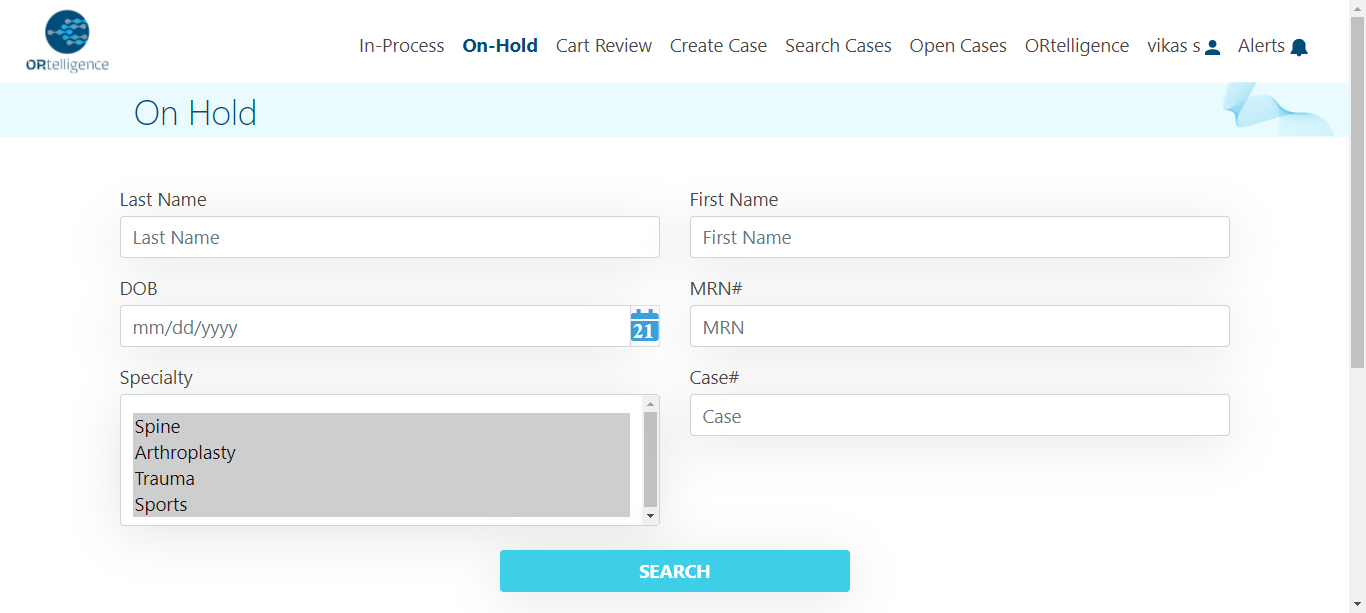 ORtelligence
In-Process On-Hold Cart Review Create Case Search Cases Open Cases ORtelligence vikas s Alerts
On Hold
Last Name First Name
Last Name First Name
DOB MRN#
mm/dd/yyyy 21 MRN
Specialty Case#
Case
Spine
Arthroplasty
Trauma
Sports
SEARCH